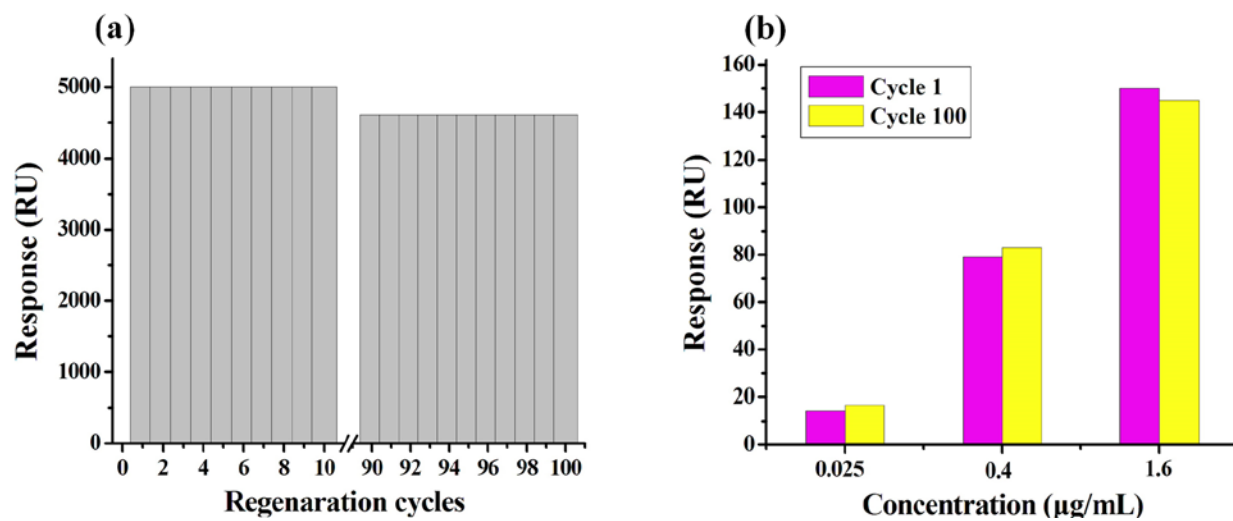 (a)
Response (RU)
5000
4000
3000
2000
1000
0
0 2 4 6 8 10 90 92 94 96 98 100
Regenaration cycles
(b)
Cycle 1
Cycle 100
Response (RU)
160
140
120
100
80
60
40
20
0
0.025 0.4 1.6
Concentration (µg/mL)